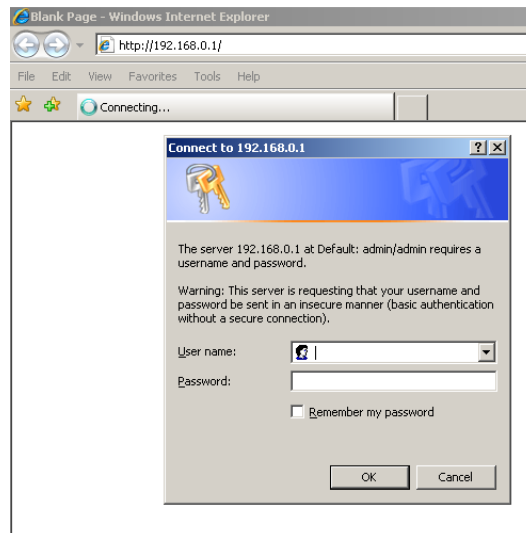 Blank Page - Windows Internet Explorer
http://192.168.0.1/
File Edit View Favorites Tools Help
Connecting...
Connect to 192.168.0.1
The server 192.168.0.1 at Default: admin/admin requires a
username and password.
Warning: This server is requesting that your username and
password be sent in an insecure manner (basic authentication
without a secure connection).
User name:
Password:
Remember my password
OK Cancel